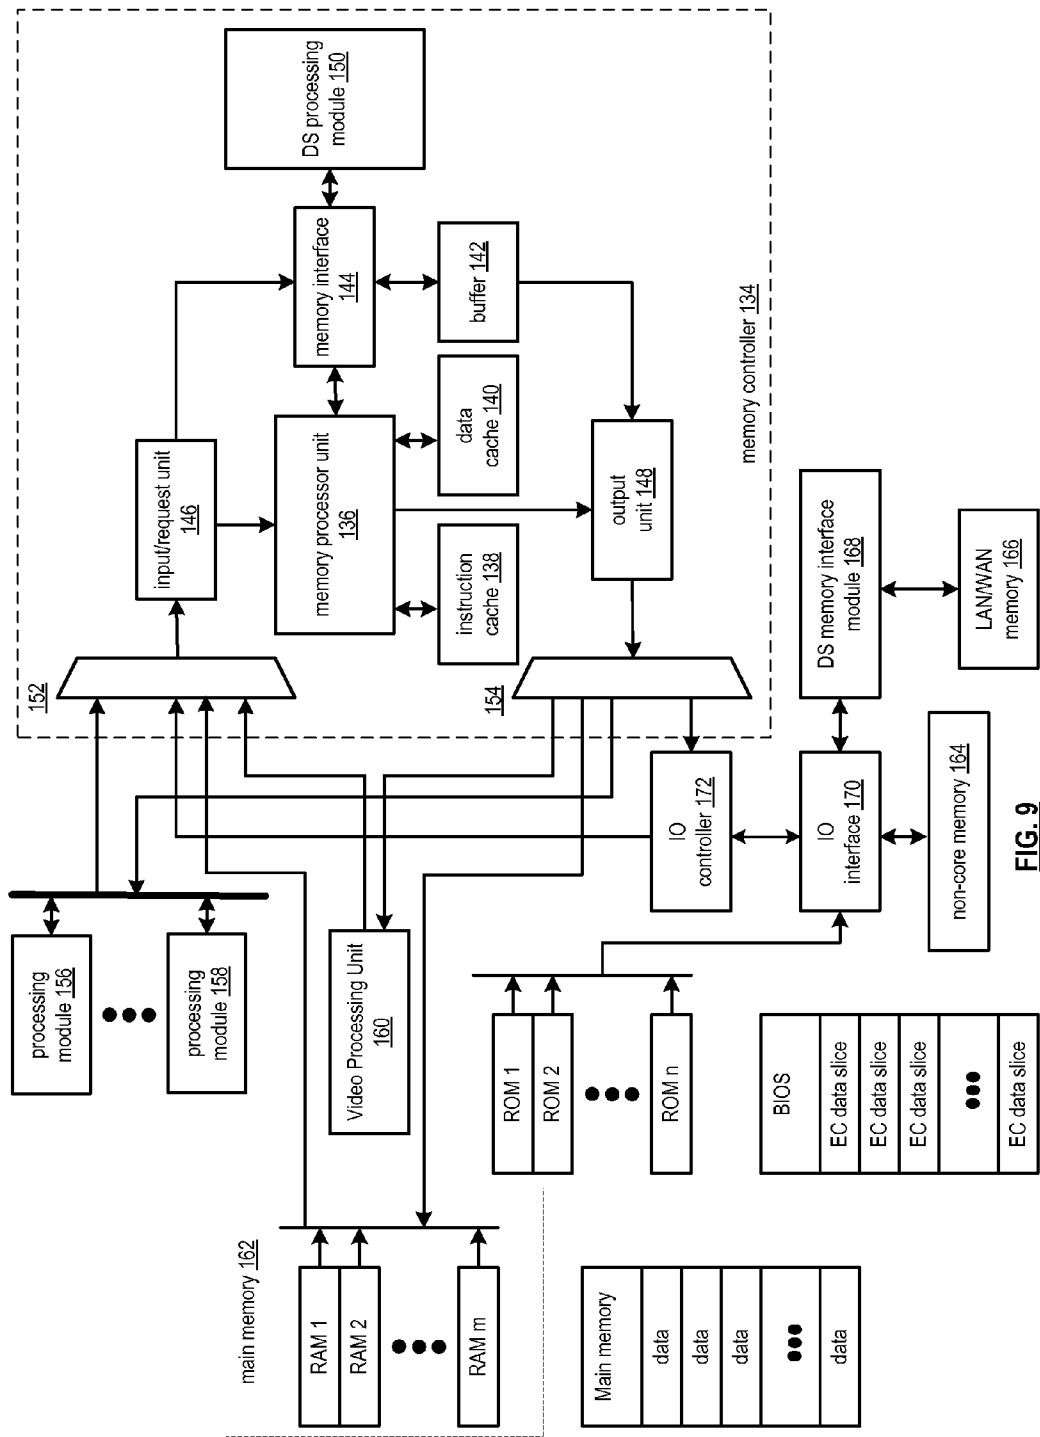 DS processing
module 150
memory interface
144
buffer 142
input/request unit
146
memory processor unit
136
data
cache 140
instruction
cache 138
output
unit 148
memory controller 134
152
154
processing
module 156
processing
module 158
Video Processing Unit
160
IO
controller 172
IO
interface 170
DS memory interface
module 168
LAN/WAN
memory 166
non-core memory 164
main memory 162
RAM 1
RAM 2
RAM m
ROM 1
ROM 2
ROM n
Main memory
data
data
data
data
BIOS
EC data slice
EC data slice
EC data slice
EC data slice
FIG. 9